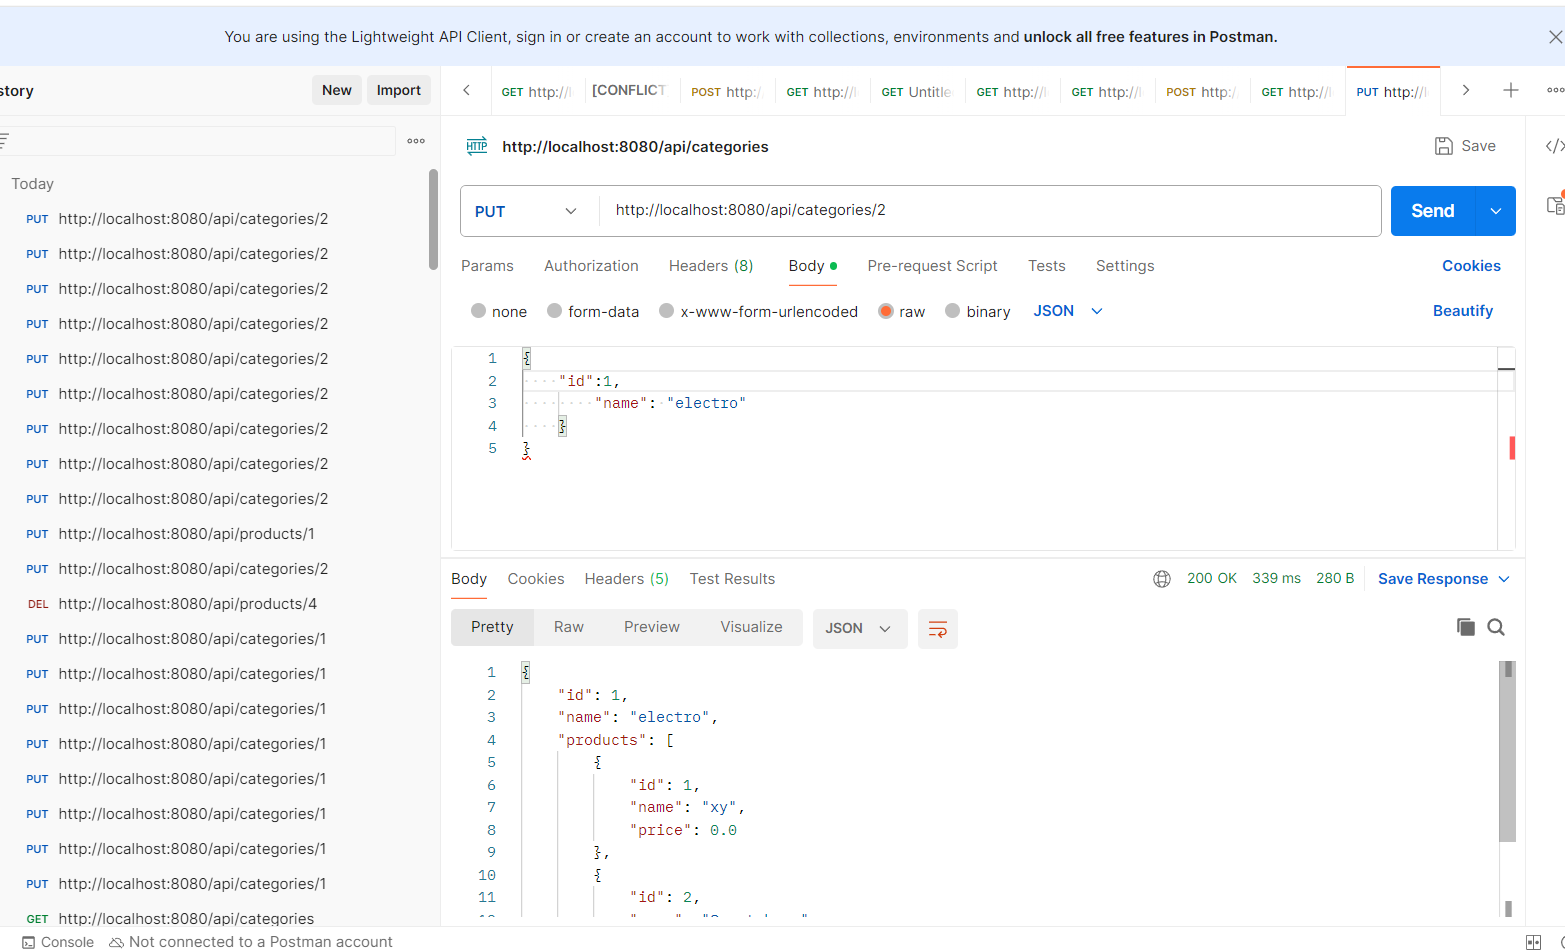 You are using the Lightweight API Client, sign in or create an account to work with collections, environments and unlock all free features in Postman.
story
New
Import
GET http://l
[CONFLICT
POST http:/
GET http://l
GET Untitle
GET http://l
GET http://l
POST http:/
GET http://l
PUT http://l
HTTP
http://localhost:8080/api/categories
Save
PUT
http://localhost:8080/api/categories/2
Send
Params Authorization Headers (8) Body Pre-request Script Tests Settings Cookies
none form-data x-www-form-urlencoded raw binary JSON Beautify
1 {
2 "id":1,
3 "name": "electro"
4 }
5 }
Today
PUT http://localhost:8080/api/categories/2
PUT http://localhost:8080/api/categories/2
PUT http://localhost:8080/api/categories/2
PUT http://localhost:8080/api/categories/2
PUT http://localhost:8080/api/categories/2
PUT http://localhost:8080/api/categories/2
PUT http://localhost:8080/api/categories/2
PUT http://localhost:8080/api/categories/2
PUT http://localhost:8080/api/categories/2
PUT http://localhost:8080/api/products/1
PUT http://localhost:8080/api/categories/2
DEL http://localhost:8080/api/products/4
PUT http://localhost:8080/api/categories/1
PUT http://localhost:8080/api/categories/1
PUT http://localhost:8080/api/categories/1
PUT http://localhost:8080/api/categories/1
PUT http://localhost:8080/api/categories/1
PUT http://localhost:8080/api/categories/1
PUT http://localhost:8080/api/categories/1
PUT http://localhost:8080/api/categories/1
GET http://localhost:8080/api/categories
Body Cookies Headers (5) Test Results
200 OK 339 ms 280 B Save Response
Pretty Raw Preview Visualize JSON
1 {
2 "id": 1,
3 "name": "electro",
4 "products": [
5 {
6 "id": 1,
7 "name": "xy",
8 "price": 0.0
9 },
10 {
11 "id": 2,
Console
Not connected to a Postman account